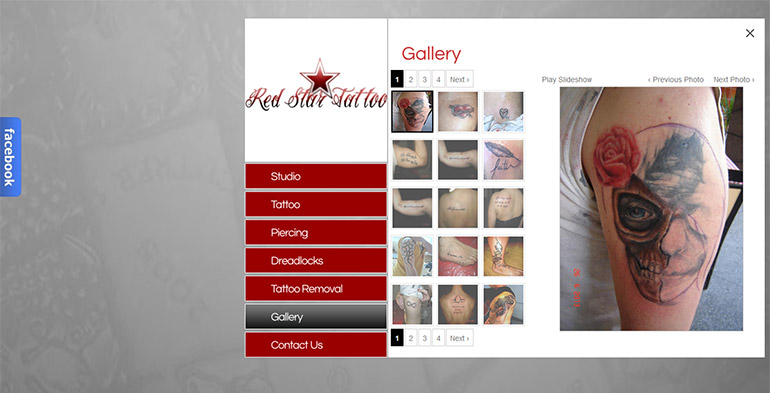 Red Star Tattoo
facebook
Studio
Tattoo
Piercing
Dreadlocks
Tattoo Removal
Gallery
Contact Us
Gallery
1 2 3 4 Next ›
Play Slideshow ‹ Previous Photo Next Photo ›
faith
1 2 3 4 Next ›